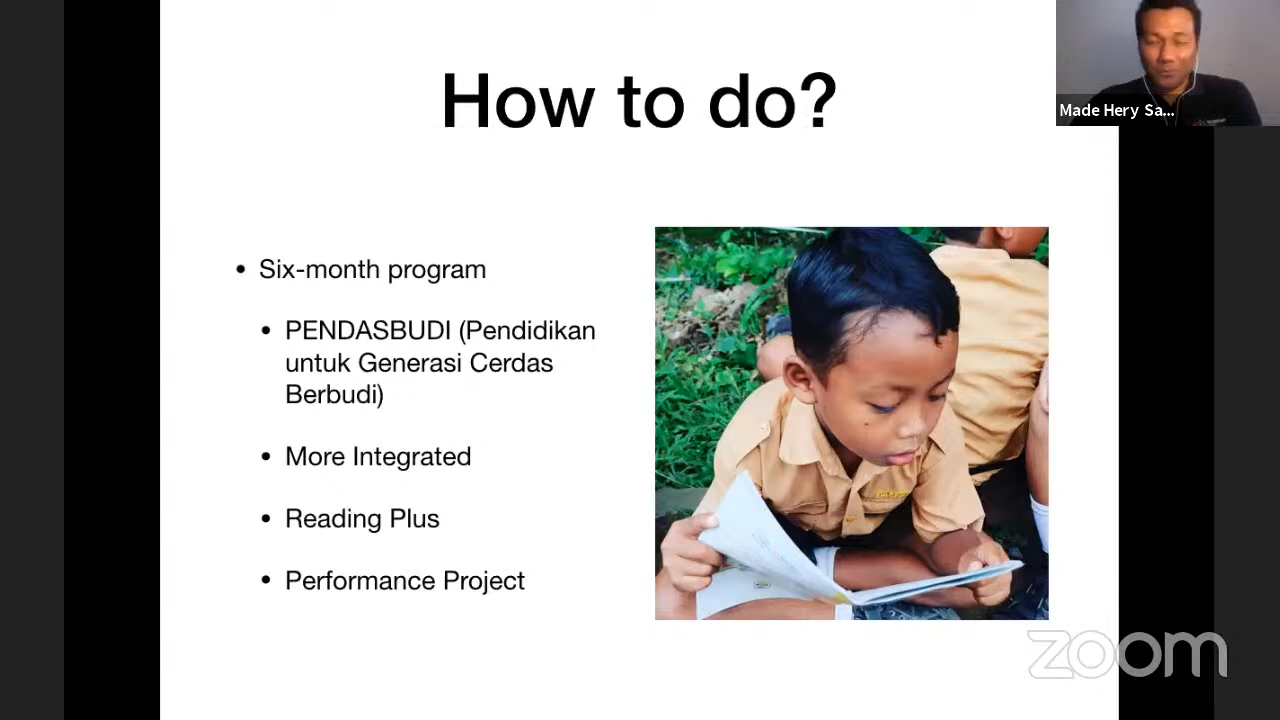 How to do?
Made Hery Sa...
• Six-month program
• PENDASBUDI (Pendidikan
untuk Generasi Cerdas
Berbudi)
• More Integrated
• Reading Plus
• Performance Project
zoom